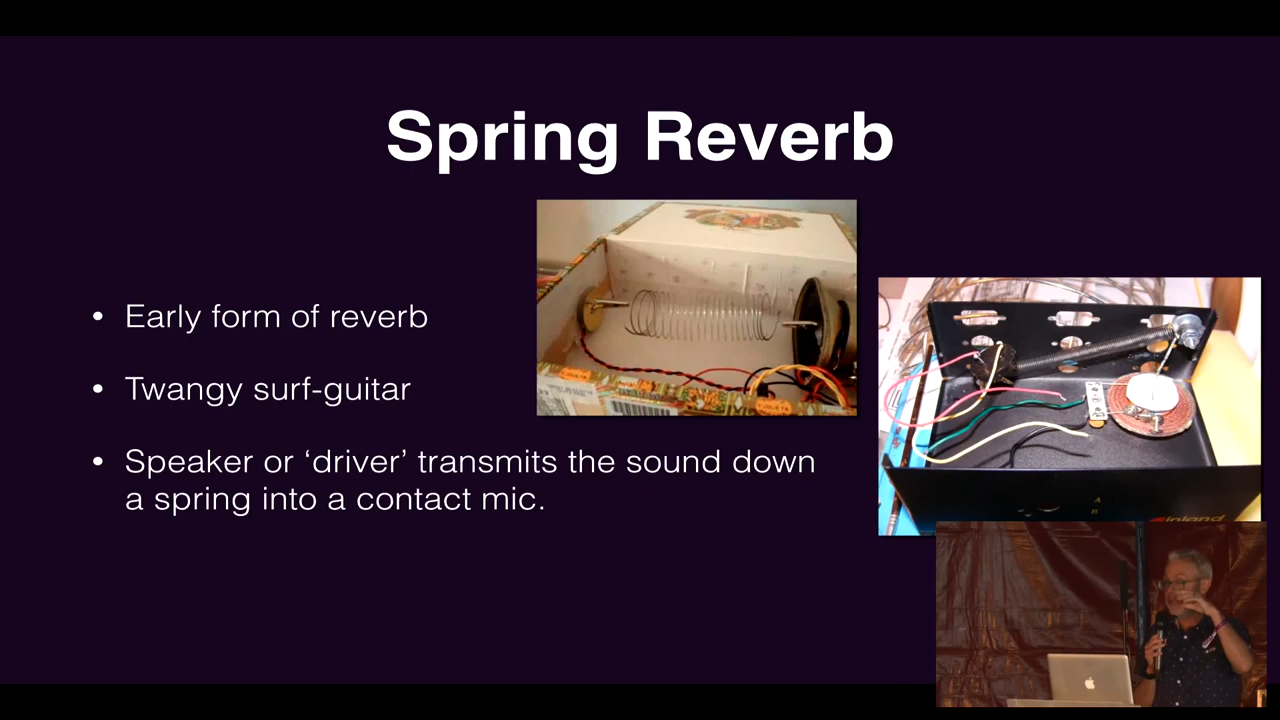 Spring Reverb
• Early form of reverb
• Twangy surf-guitar
• Speaker or ‘driver’ transmits the sound down
a spring into a contact mic.
A
B
inland